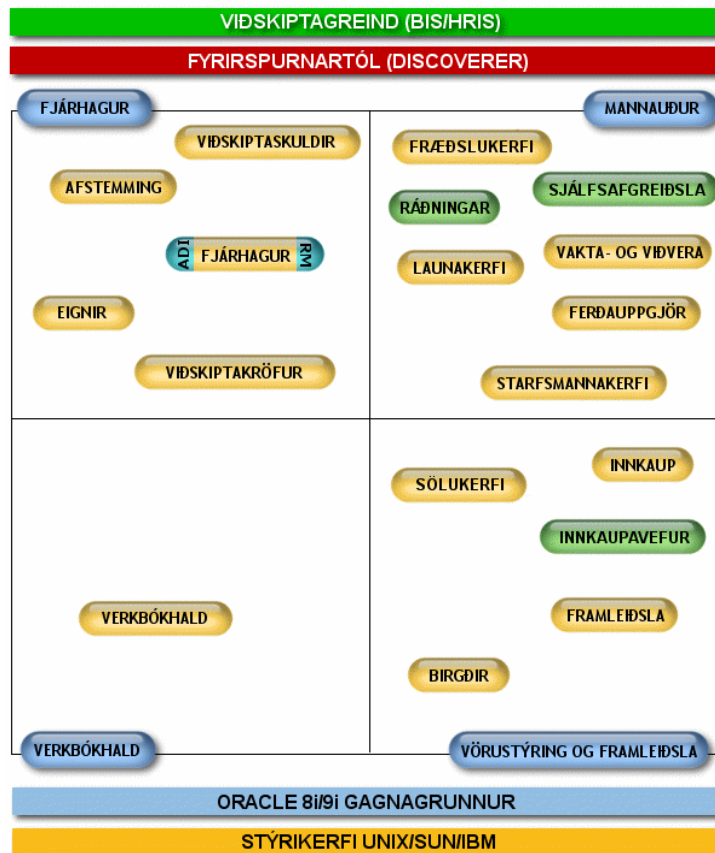 VIÐSKIPTAGREIND (BIS/HRIS)
FYRIRSPURNARTÓL (DISCOVERER)
FJÁRHAGUR
MANNAUÐUR
VIÐSKIPTASKULDIR
AFSTEMMING
ADI FJÁRHAGUR RM
EIGNIR
VIÐSKIPTAKRÖFUR
FRÆÐSLUKERFI
SJÁLFSAFGREIÐSLA
RÁÐNINGAR
VAKTA- OG VIÐVERA
LAUNAKERFI
FERÐAUPPGJÖR
STARFSMANNAKERFI
VERKBÓKHALD
VERKBÓKHALD
INNKAUP
SÖLUKERFI
INNKAUPAVEFUR
FRAMLEIÐSLA
BIRGÐIR
VÖRUSTÝRING OG FRAMLEIÐSLA
ORACLE 8i/9i GAGNAGRUNNUR
STÝRIKERFI UNIX/SUN/IBM